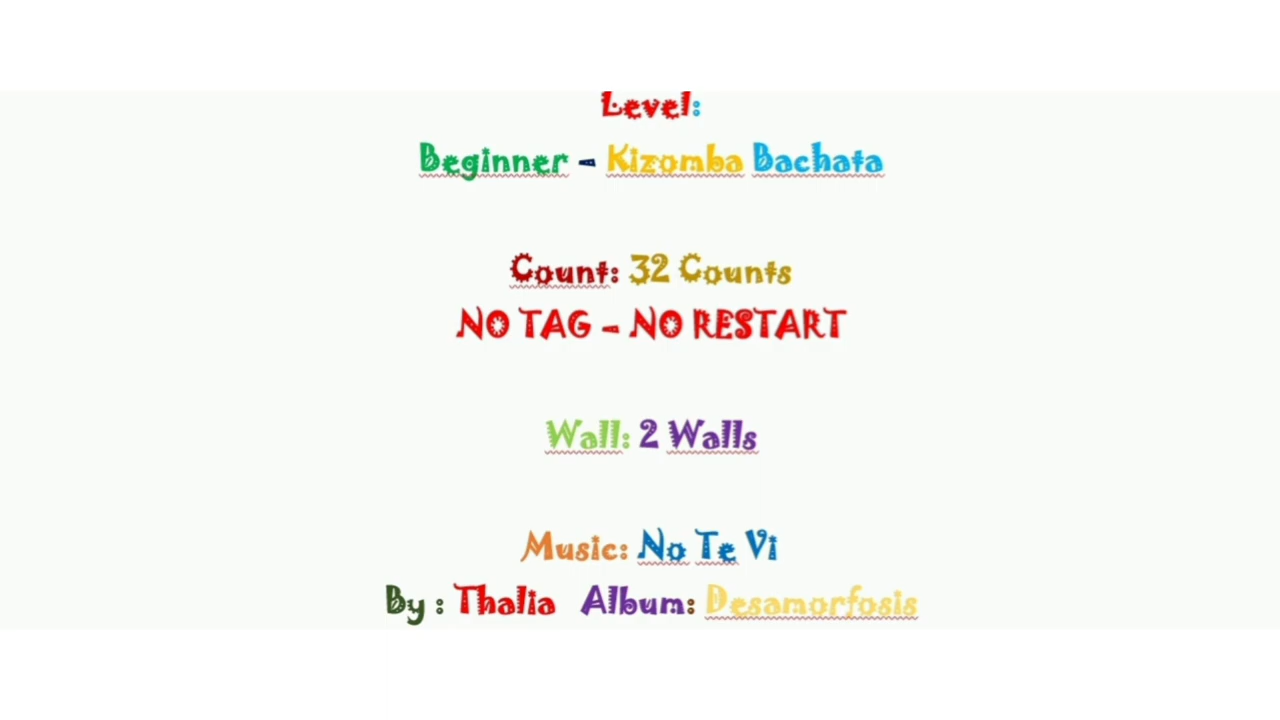 Level:
Beginner - Kizomba Bachata
Count: 32 Counts
NO TAG - NO RESTART
Wall: 2 Walls
Music: No Te Vi
By : Thalia Album: Desamorfosis